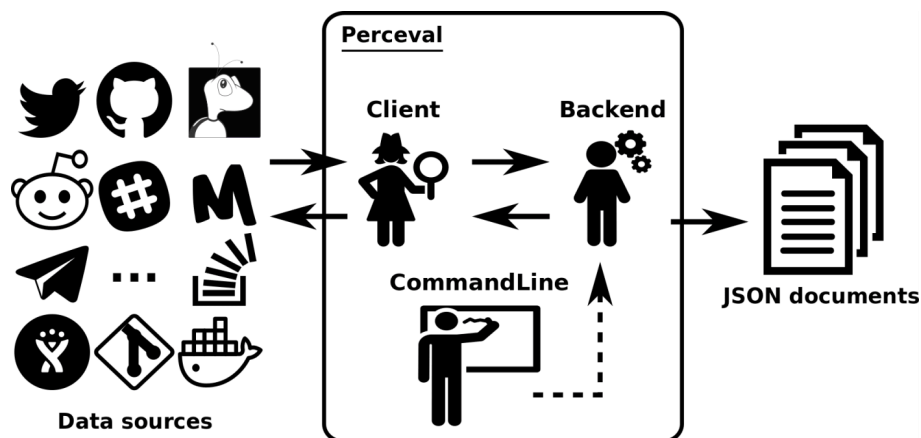 Perceval
Client
Backend
CommandLine
JSON documents
Data sources